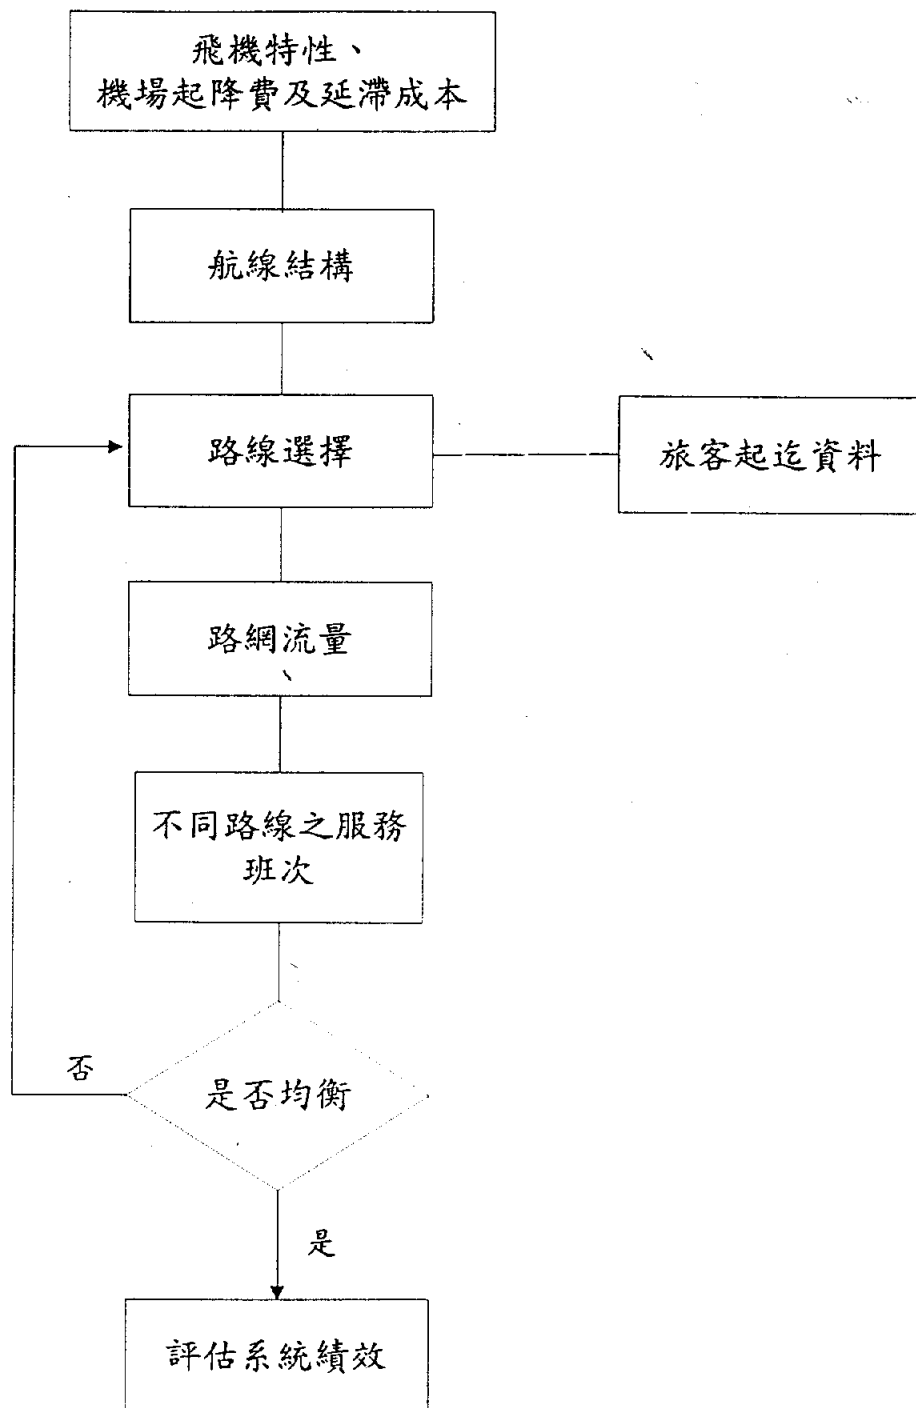 飛機特性、
機場起降費及延滯成本
航線結構
路線選擇
旅客起迄資料
路網流量
不同路線之服務
班次
否
是否均衡
是
評估系統績效